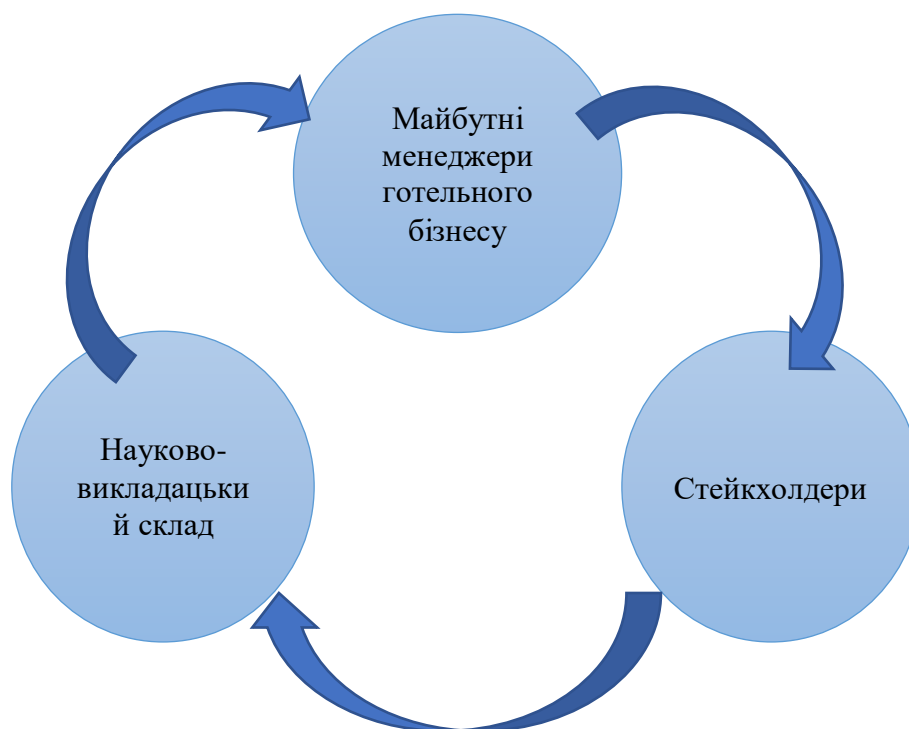 Майбутні
менеджери
готельного
бізнесу
Науково-
викладацьки
й склад
Стейкхолдери